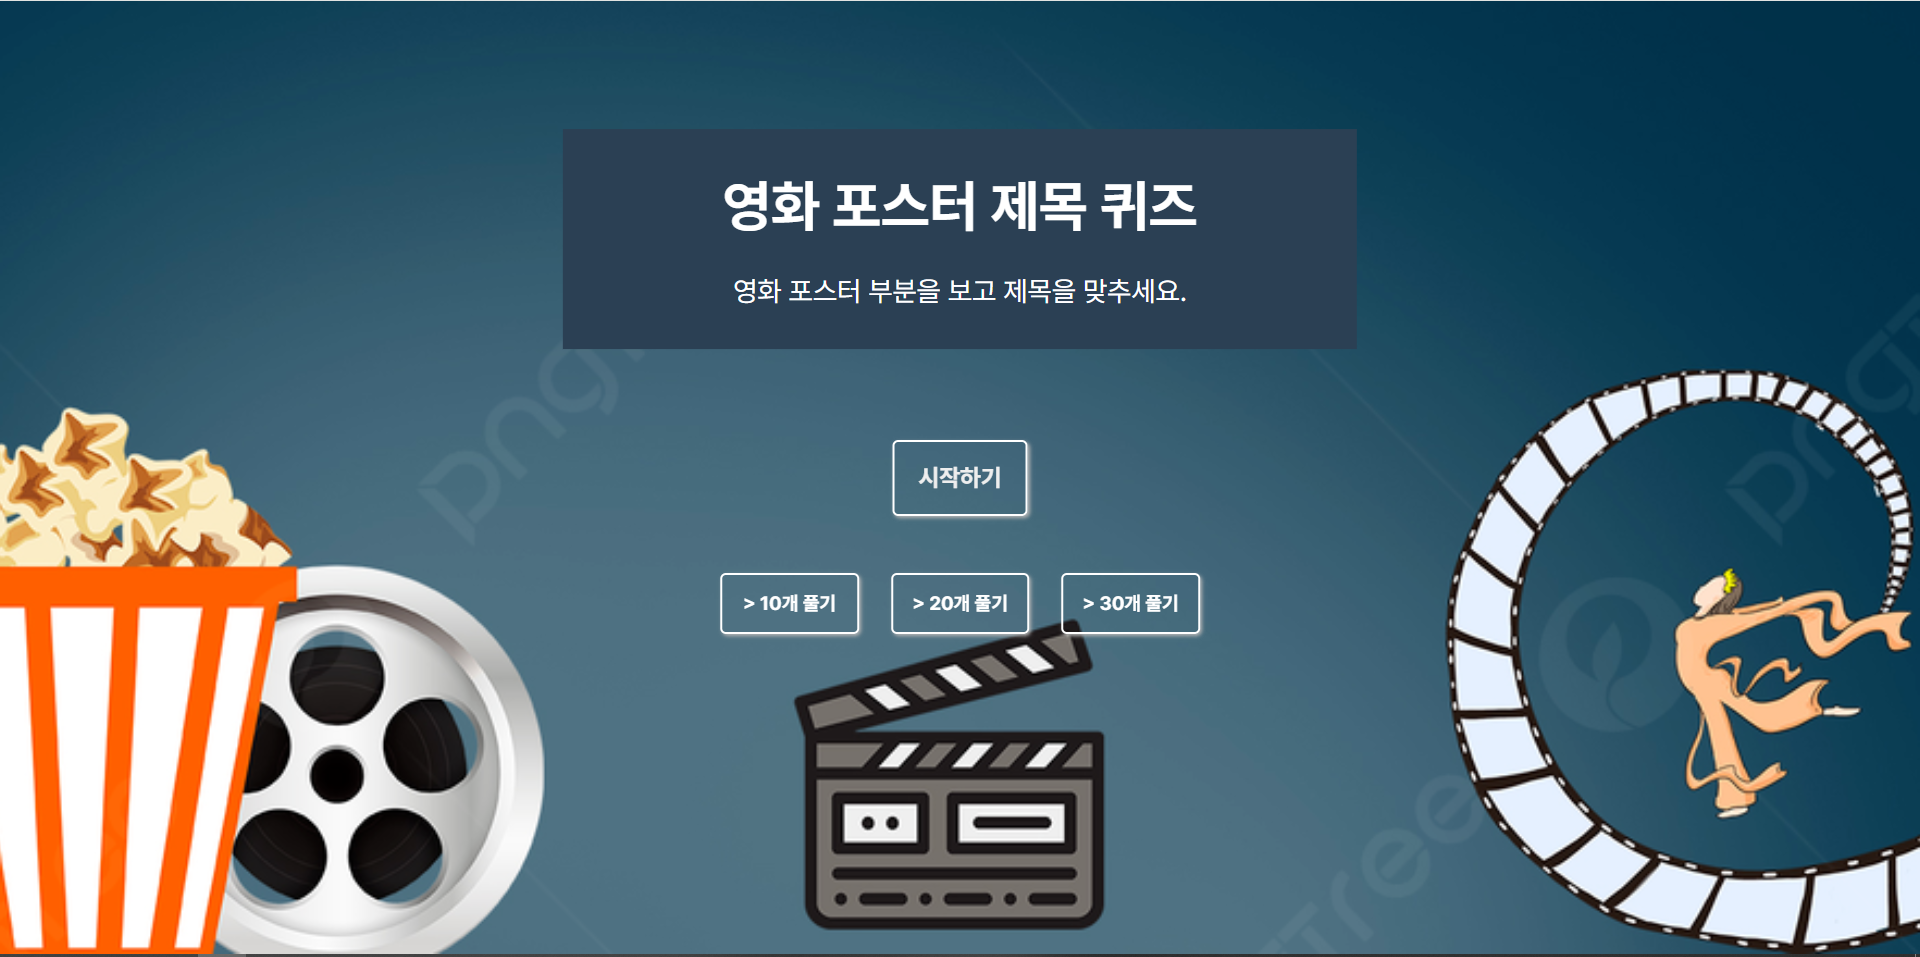 영화 포스터 제목 퀴즈
영화 포스터 부분을 보고 제목을 맞추세요.
시작하기
> 10개 풀기
> 20개 풀기
> 30개 풀기